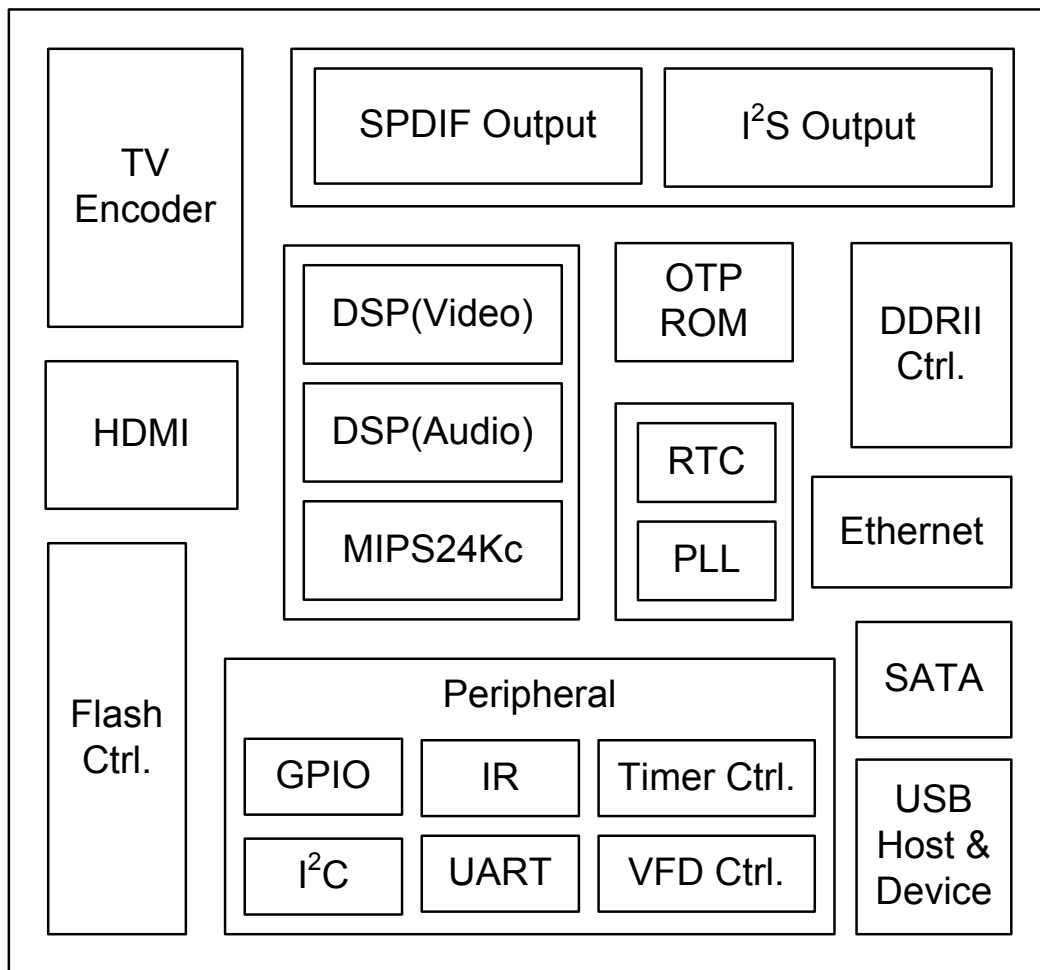 TV
Encoder
SPDIF Output
I²S Output
DSP(Video)
OTP
ROM
DDRII
Ctrl.
HDMI
DSP(Audio)
RTC
MIPS24Kc
PLL
Ethernet
Flash
Ctrl.
Peripheral
GPIO
IR
Timer Ctrl.
I²C
UART
VFD Ctrl.
SATA
USB
Host &
Device